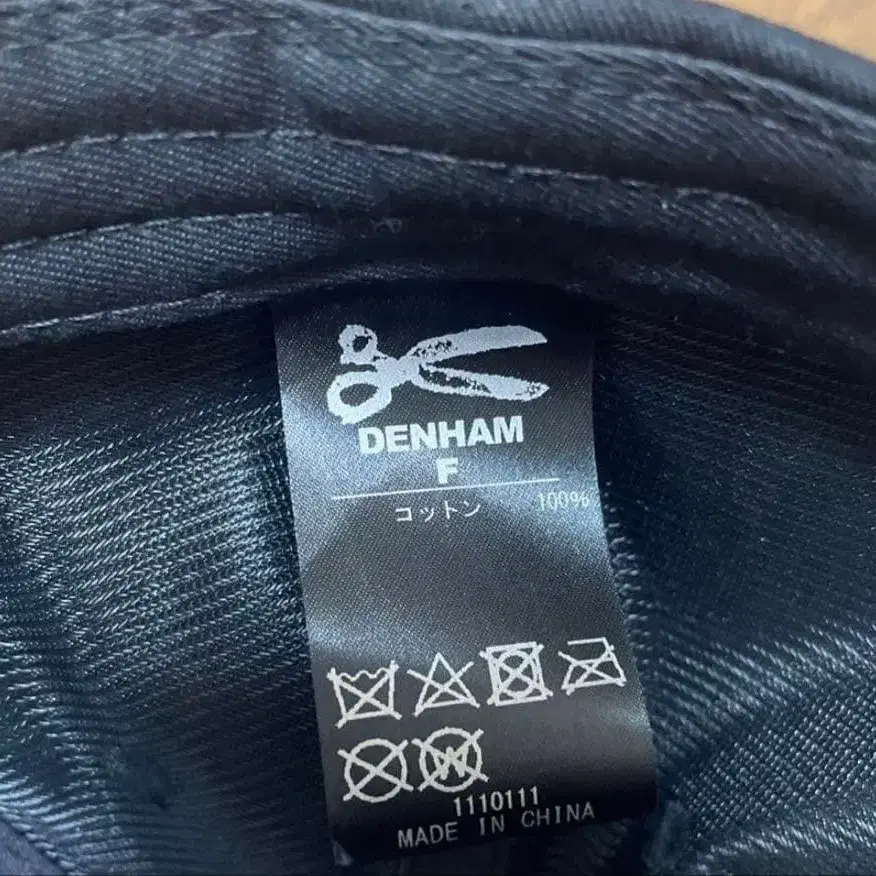 DENHAM
F
コットン 100%
W
1110111
MADE IN CHINA